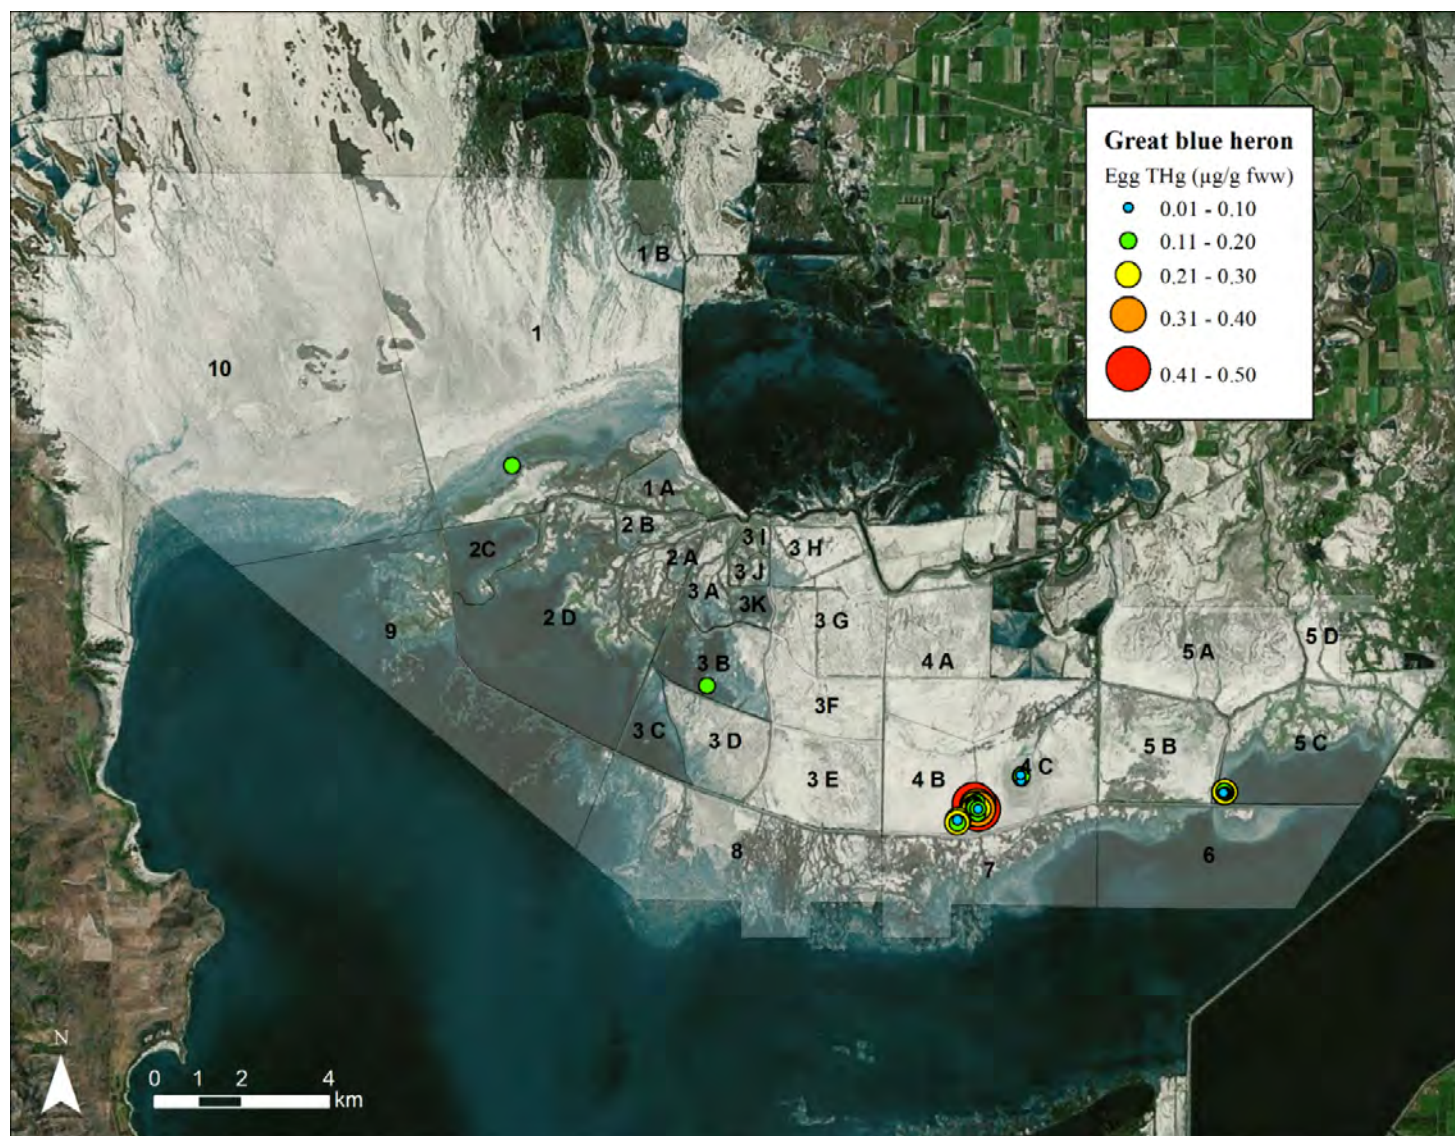 Great blue heron
Egg THg (µg/g fww)
0.01 - 0.10
0.11 - 0.20
0.21 - 0.30
0.31 - 0.40
0.41 - 0.50
1 B
1
10
1 A
2 B
2C
2 A
3 I
3 H
3 J
3 A
3K
2 D
9
3 G
5 D
5 A
4 A
3 B
3F
3 C
3 D
5 B
5 C
3 E
4 B
4 C
8
7
6
N
0 1 2 4
km